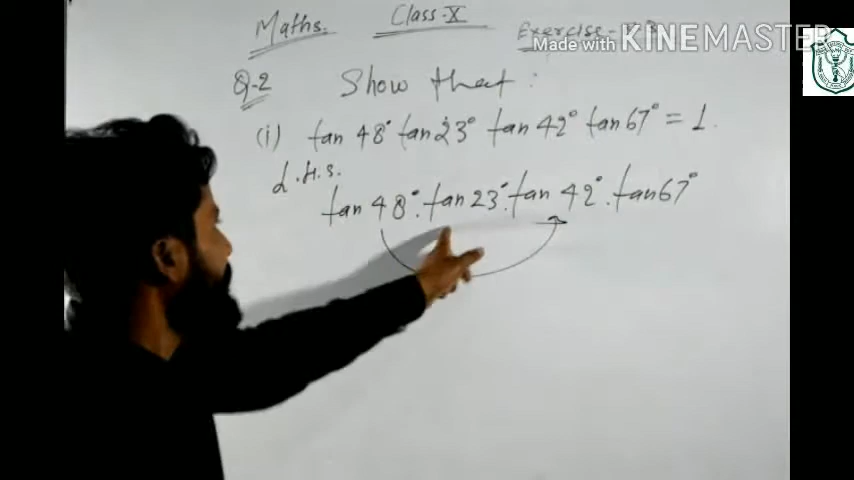 Maths. Class-X Exercise-
Made with KINEMASTER
Q-2 Show that:
(i) tan 48° tan 23° tan 42° tan 67° = 1.
L.H.S.
tan 48°. tan 23°. tan 42°. tan 67°